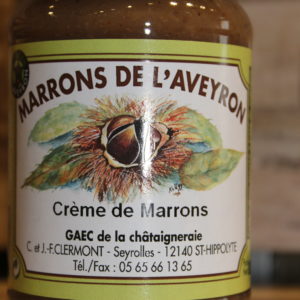 MARRONS DE L'AVEYRON
Crème de Marrons
GAEC de la châtaigneraie
C. et J.-F. CLERMONT - Seyrolles - 12140 ST-HIPPOLYTE
Tél./Fax : 05 65 66 13 65